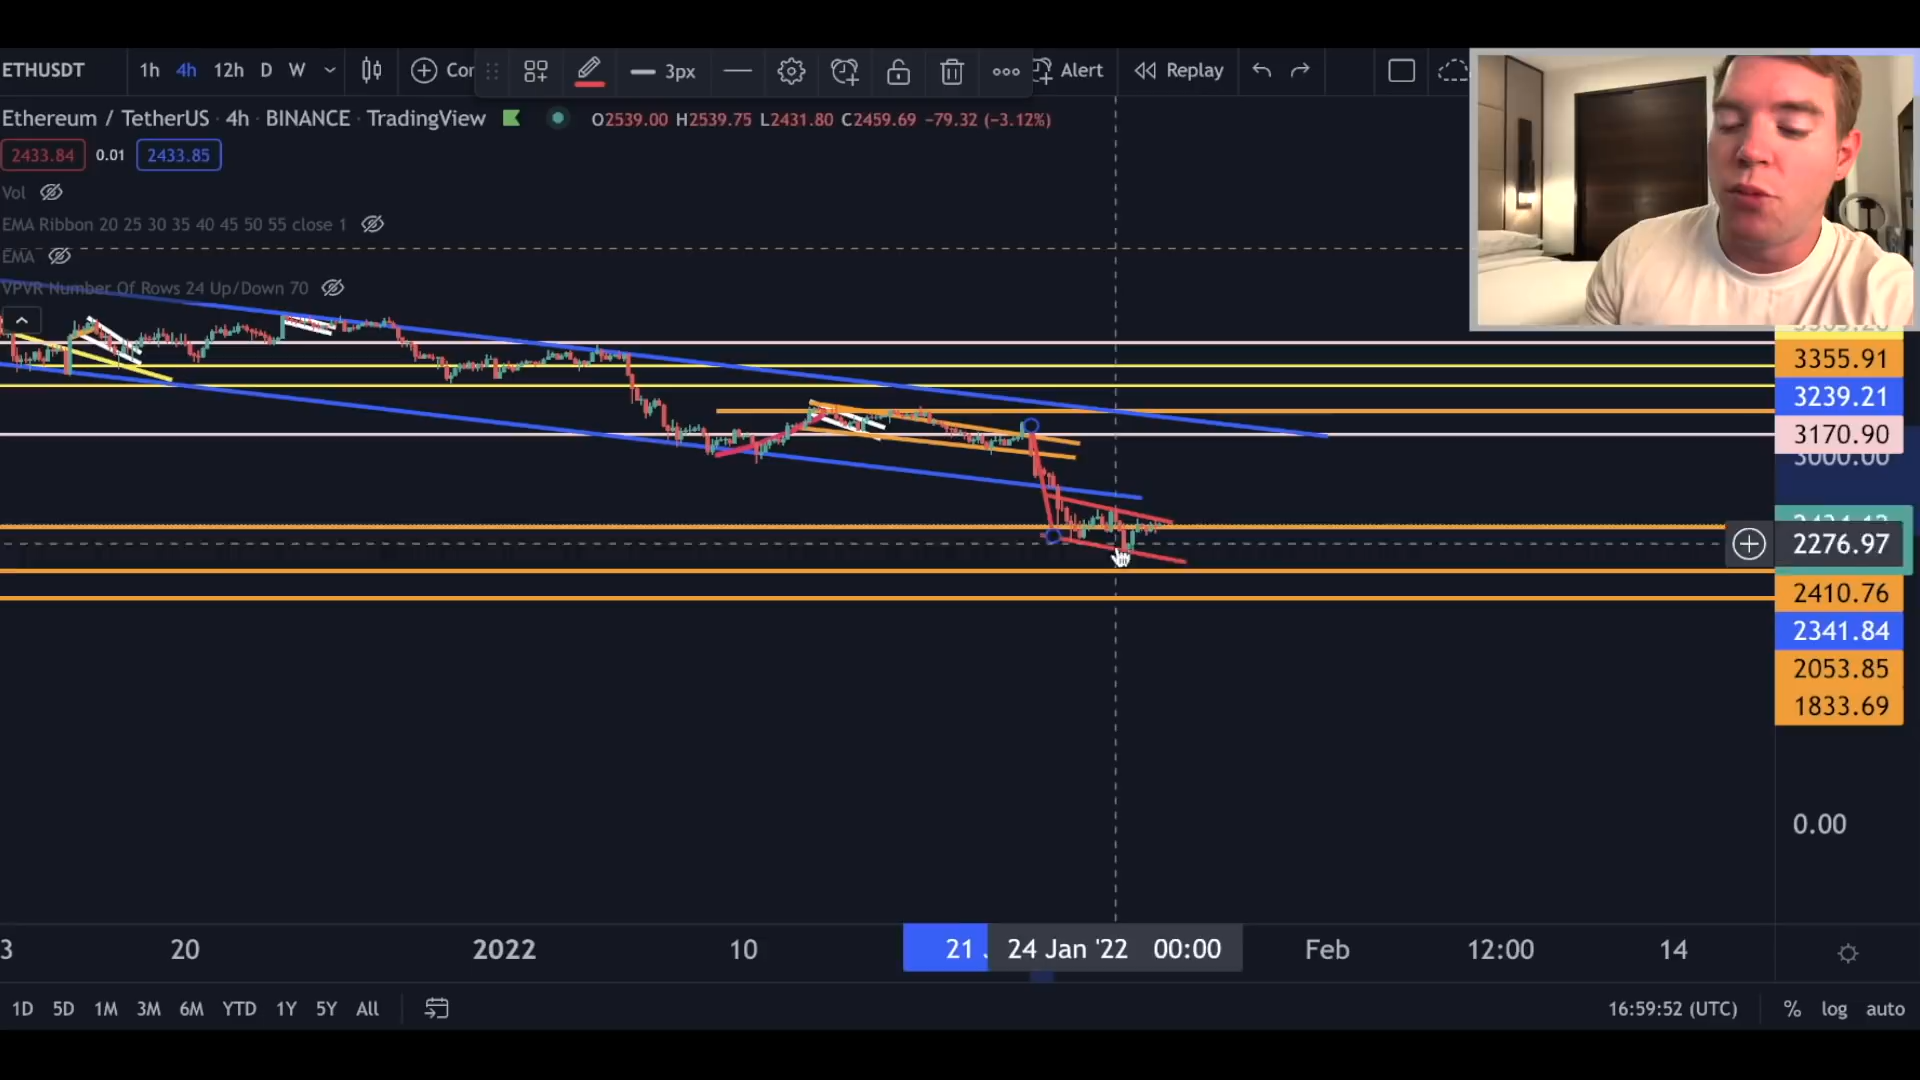 ETHUSDT 1h 4h 12h D W Cor 3px Alert Replay
Ethereum / TetherUS · 4h · BINANCE · TradingView O2539.00 H2539.75 L2431.80 C2459.69 −79.32 (−3.12%)
2433.84 0.01 2433.85
Vol
EMA Ribbon 20 25 30 35 40 45 50 55 close 1
EMA
VPVR Number Of Rows 24 Up/Down 70
3355.91
3239.21
3170.90
3000.00
2276.97
2410.76
2341.84
2053.85
1833.69
0.00
3 20 2022 10 21 24 Jan '22 00:00 Feb 12:00 14
1D 5D 1M 3M 6M YTD 1Y 5Y All 16:59:52 (UTC) % log auto